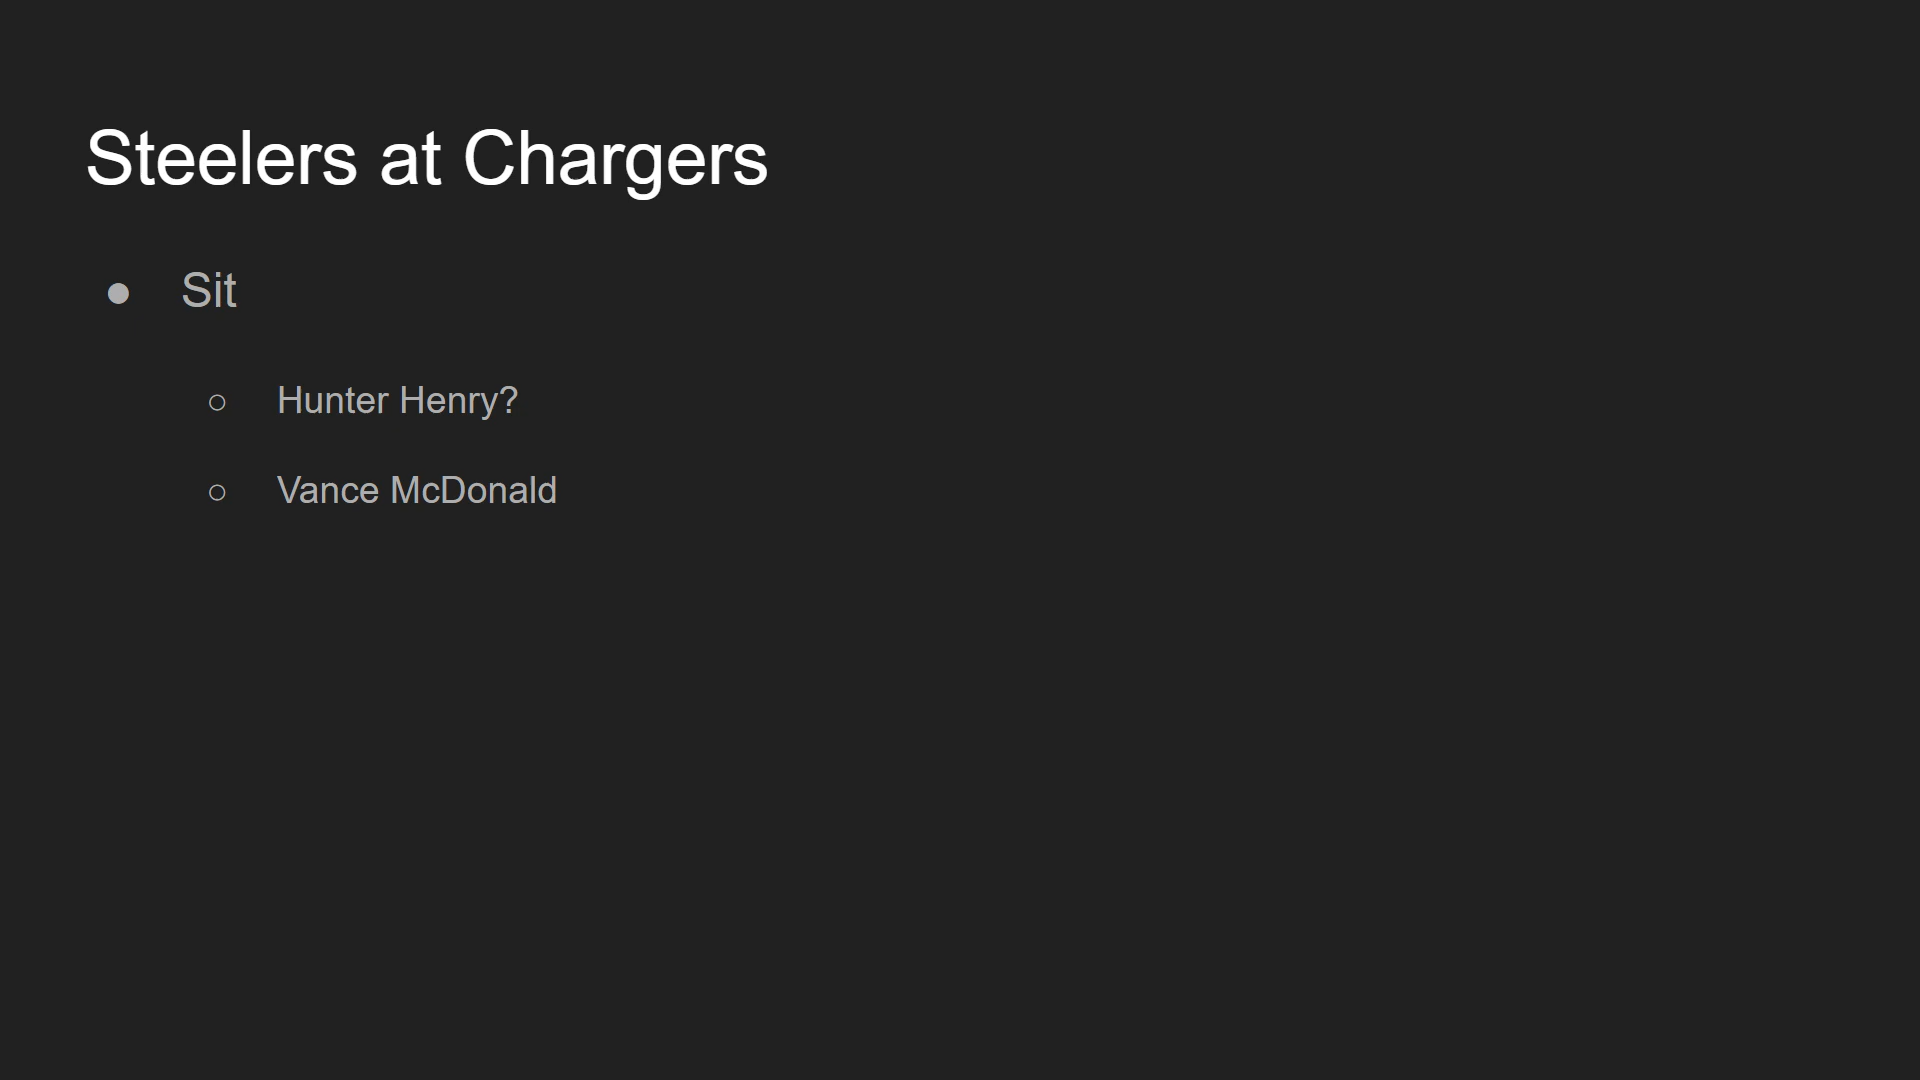 Steelers at Chargers
● Sit
○ Hunter Henry?
○ Vance McDonald